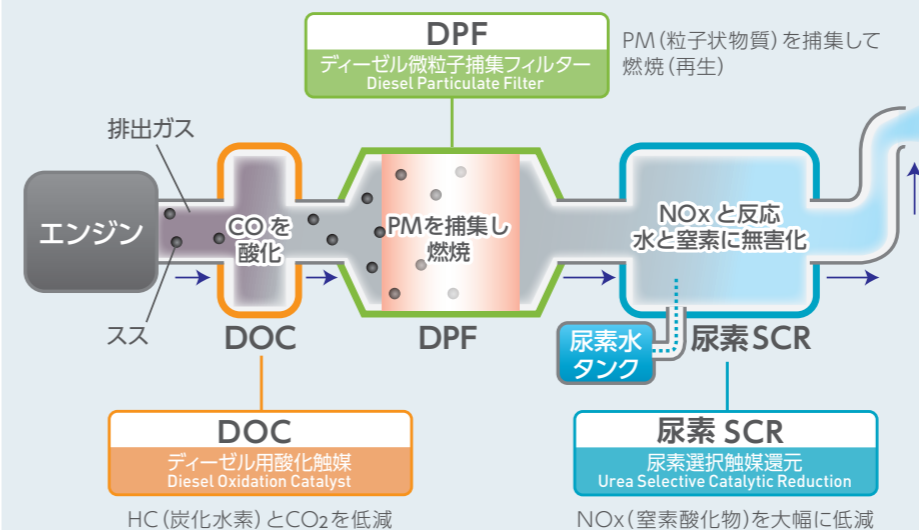 DPF
ディーゼル微粒子捕集フィルター
Diesel Particulate Filter
PM(粒子状物質)を捕集して
燃焼(再生)
排出ガス
エンジン
COを
酸化
PMを捕集し
燃焼
NOxと反応
水と窒素に無害化
スス
DOC
DPF
尿素水
タンク
尿素SCR
DOC
ディーゼル用酸化触媒
Diesel Oxidation Catalyst
HC(炭化水素)とCO2を低減
尿素 SCR
尿素選択触媒還元
Urea Selective Catalytic Reduction
NOx(窒素酸化物)を大幅に低減